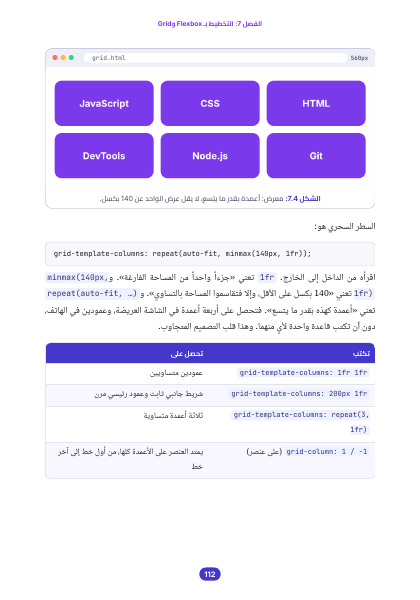 الفصل 7: التخطيط بـ Flexbox وGrid
grid.html
560px
HTML
CSS
JavaScript
Git
Node.js
DevTools
الشكل 7.4: معرض: أعمدة بقدر ما يتسع، لا يقل عرض الواحد عن 140 بكسل.
السطر السحري هو:
grid-template-columns: repeat(auto-fit, minmax(140px, 1fr));
اقرأه من الداخل إلى الخارج. 1fr تعني «جزءاً واحداً من المساحة الفارغة». و minmax(140px,
1fr) تعني «140 بكسل على الأقل، وإلا فتقاسموا المساحة بالتساوي». و repeat(auto-fit, …)
تعني «أعمدة كهذه بقدر ما يتسع». فتحصل على أربعة أعمدة في الشاشة العريضة، وعمودين في الهاتف،
دون أن تكتب قاعدة واحدة لأي منهما. وهذا قلب التصميم المتجاوب.
تكتب
تحصل على
grid-template-columns: 1fr 1fr
عمودين متساويين
grid-template-columns: 200px 1fr
شريط جانبي ثابت وعمود رئيسي مرن
grid-template-columns: repeat(3,
1fr)
ثلاثة أعمدة متساوية
grid-column: 1 / -1 (على عنصر)
يمتد العنصر على الأعمدة كلها، من أول خط إلى آخر
خط
112